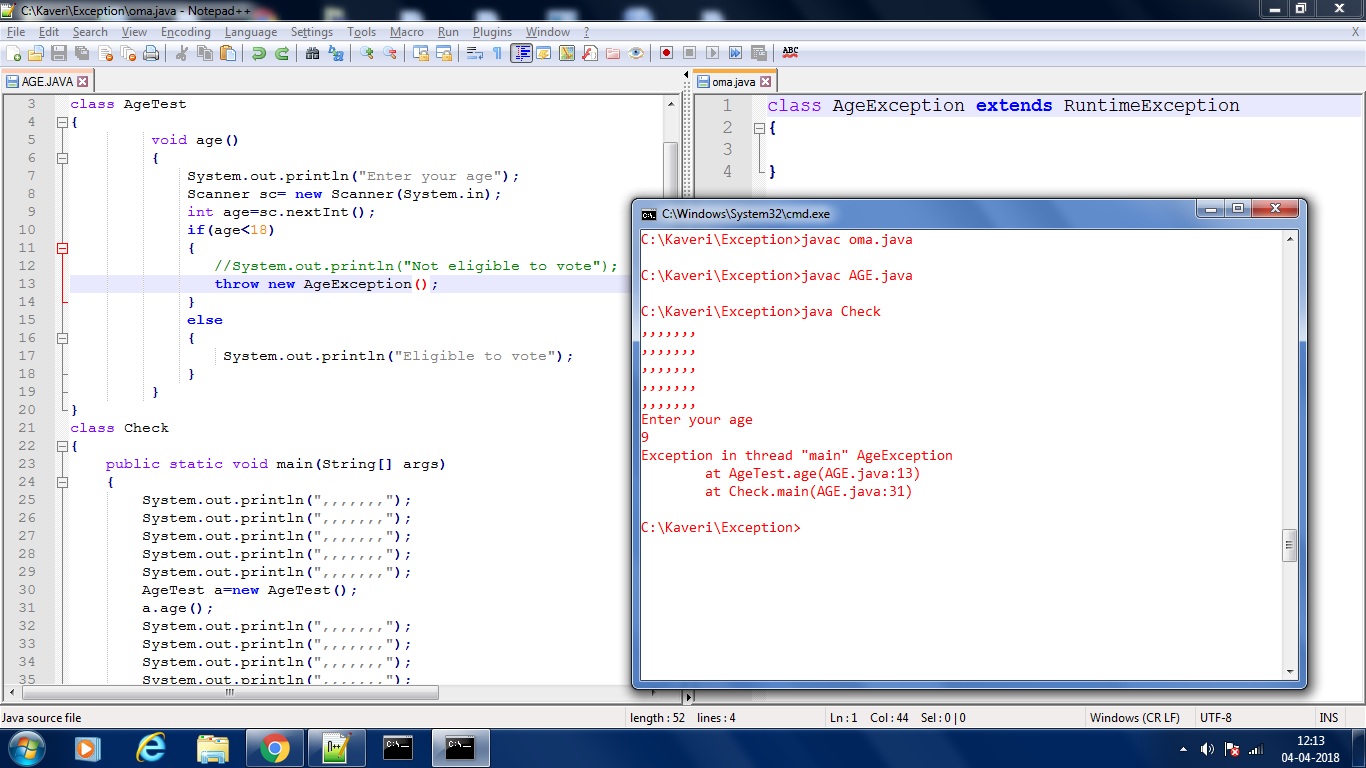 C:\Kaveri\Exception\oma.java - Notepad++
File Edit Search View Encoding Language Settings Tools Macro Run Plugins Window ? X
ABC
AGE.JAVA
3 class AgeTest
4 {
5 void age()
6 {
7 System.out.println("Enter your age");
8 Scanner sc= new Scanner(System.in);
9 int age=sc.nextInt();
10 if(age<18)
11 {
12 //System.out.println("Not eligible to vote");
13 throw new AgeException();
14 }
15 else
16 {
17 System.out.println("Eligible to vote");
18 }
19 }
20 }
21 class Check
22 {
23 public static void main(String[] args)
24 {
25 System.out.println(",,,,,,,");
26 System.out.println(",,,,,,,");
27 System.out.println(",,,,,,,");
28 System.out.println(",,,,,,,");
29 System.out.println(",,,,,,,");
30 AgeTest a=new AgeTest();
31 a.age();
32 System.out.println(",,,,,,,");
33 System.out.println(",,,,,,,");
34 System.out.println(",,,,,,,");
35 System.out.println(",,,,,,,");
oma.java
1 class AgeException extends RuntimeException
2 {
3
4 }
C:\Windows\System32\cmd.exe
C:\Kaveri\Exception>javac oma.java
C:\Kaveri\Exception>javac AGE.java
C:\Kaveri\Exception>java Check
,,,,,,,
,,,,,,,
,,,,,,,
,,,,,,,
,,,,,,,
Enter your age
9
Exception in thread "main" AgeException
at AgeTest.age(AGE.java:13)
at Check.main(AGE.java:31)
C:\Kaveri\Exception>
Java source file length : 52 lines : 4 Ln : 1 Col : 44 Sel : 0 | 0 Windows (CR LF) UTF-8 INS
12:13
04-04-2018